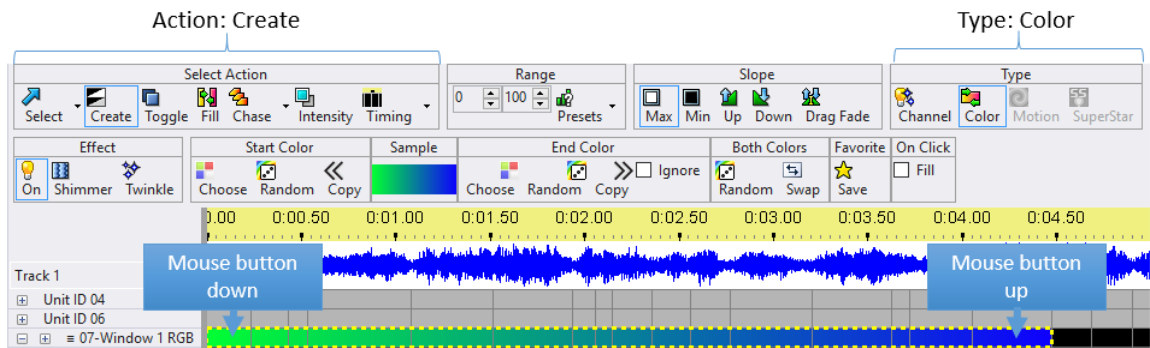 Action: Create
Type: Color
Select Action
Range
Slope
Type
Select
Create
Toggle
Fill
Chase
Intensity
Timing
0
100
Presets
Max
Min
Up
Down
Drag Fade
Channel
Color
Motion
SuperStar
Effect
Start Color
Sample
End Color
Both Colors
Favorite
On Click
On
Shimmer
Twinkle
Choose
Random
Copy
Choose
Random
Copy
Ignore
Random
Swap
Save
Fill
0:00.50
0:01.00
0:01.50
0:02.00
0:02.50
0:03.00
0:03.50
0:04.00
0:04.50
Track 1
Mouse button
down
Mouse button
up
Unit ID 04
Unit ID 06
07-Window 1 RGB